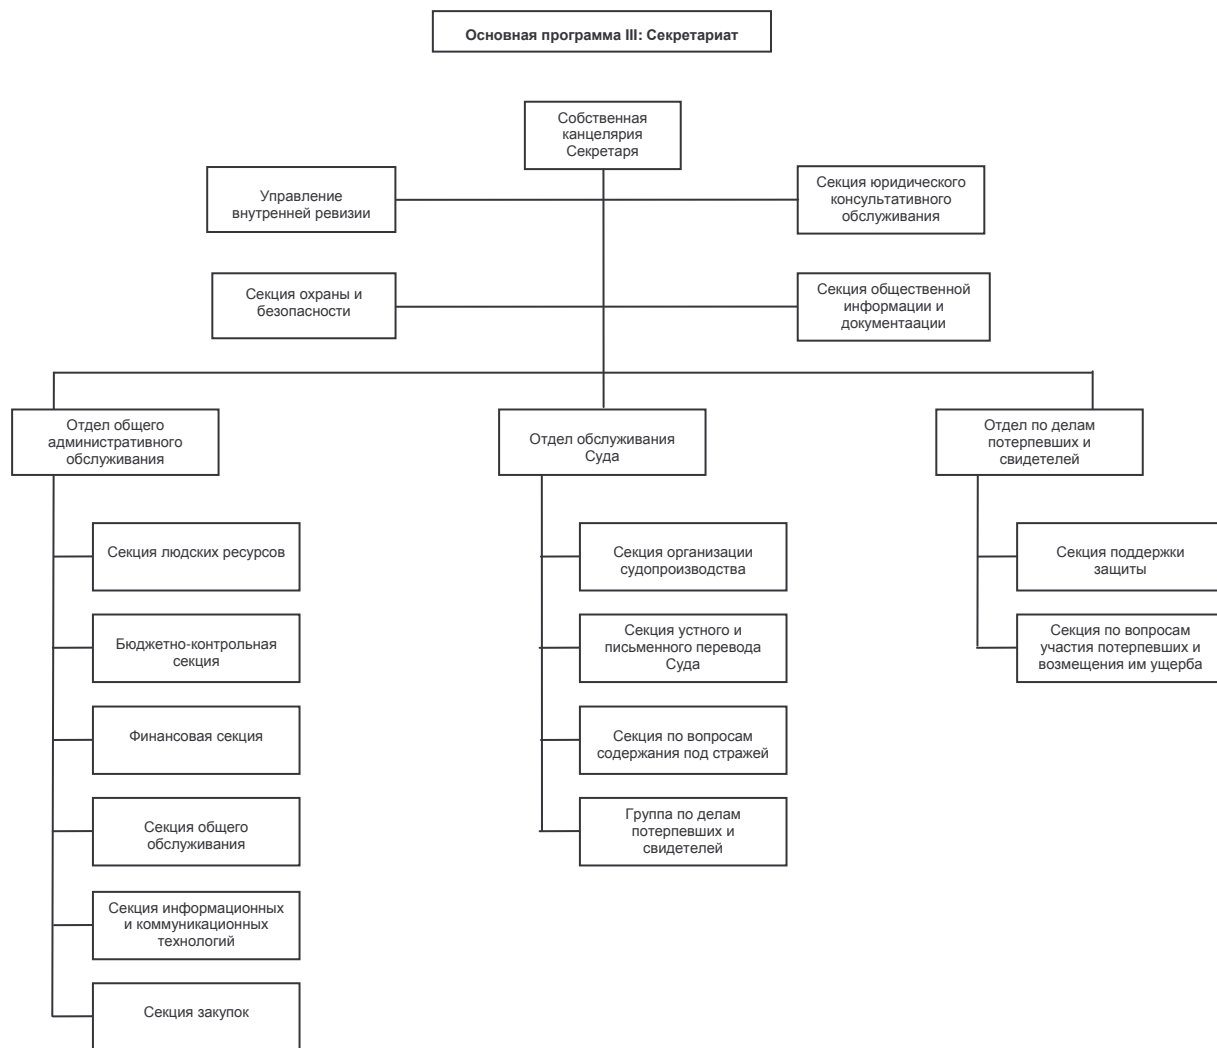 Основная программа III: Секретариат
Собственная
канцелярия
Секретаря
Управление
внутренней ревизии
Секция юридического
консультативного
обслуживания
Секция охраны и
безопасности
Секция общественной
информации и
документаации
Отдел общего
административного
обслуживания
Отдел обслуживания
Суда
Отдел по делам
потерпевших и
свидетелей
Секция людских ресурсов
Бюджетно-контрольная
секция
Финансовая секция
Секция общего
обслуживания
Секция информационных
и коммуникационных
технологий
Секция закупок
Секция организации
судопроизводства
Секция устного и
письменного перевода
Суда
Секция по вопросам
содержания под стражей
Группа по делам
потерпевших и
свидетелей
Секция поддержки
защиты
Секция по вопросам
участия потерпевших и
возмещения им ущерба